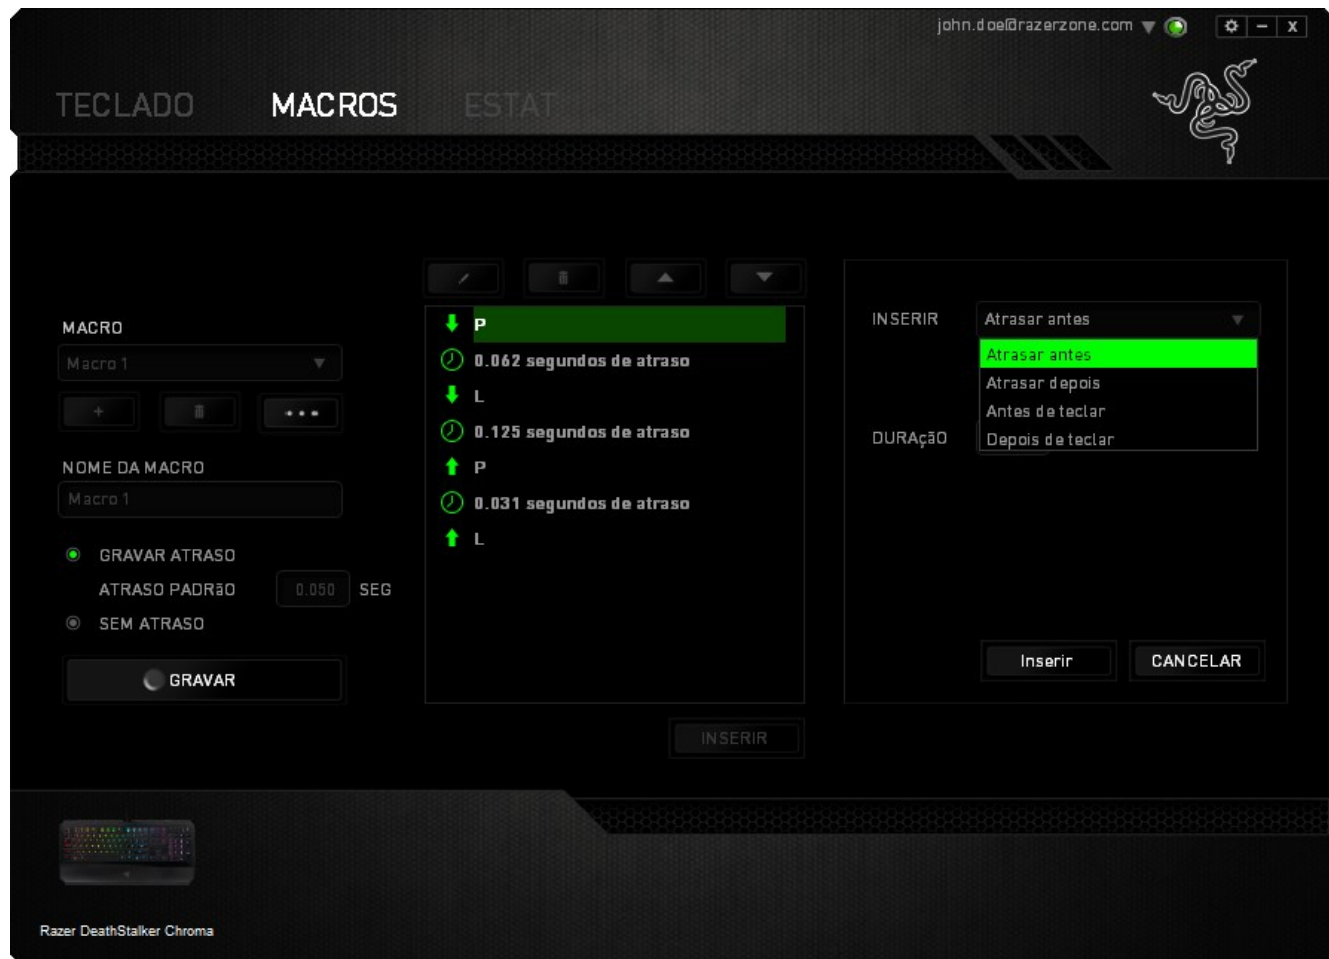 john.doe@razerzone.com
TECLADO MACROS ESTAT
MACRO
Macro 1
NOME DA MACRO
Macro 1
GRAVAR ATRASO
ATRASO PADRãO 0.050 SEG
SEM ATRASO
GRAVAR
P
0.062 segundos de atraso
L
0.125 segundos de atraso
P
0.031 segundos de atraso
L
INSERIR
INSERIR Atrasar antes
Atrasar antes
Atrasar depois
Antes de teclar
Depois de teclar
DURAçãO
Inserir CANCELAR
Razer DeathStalker Chroma